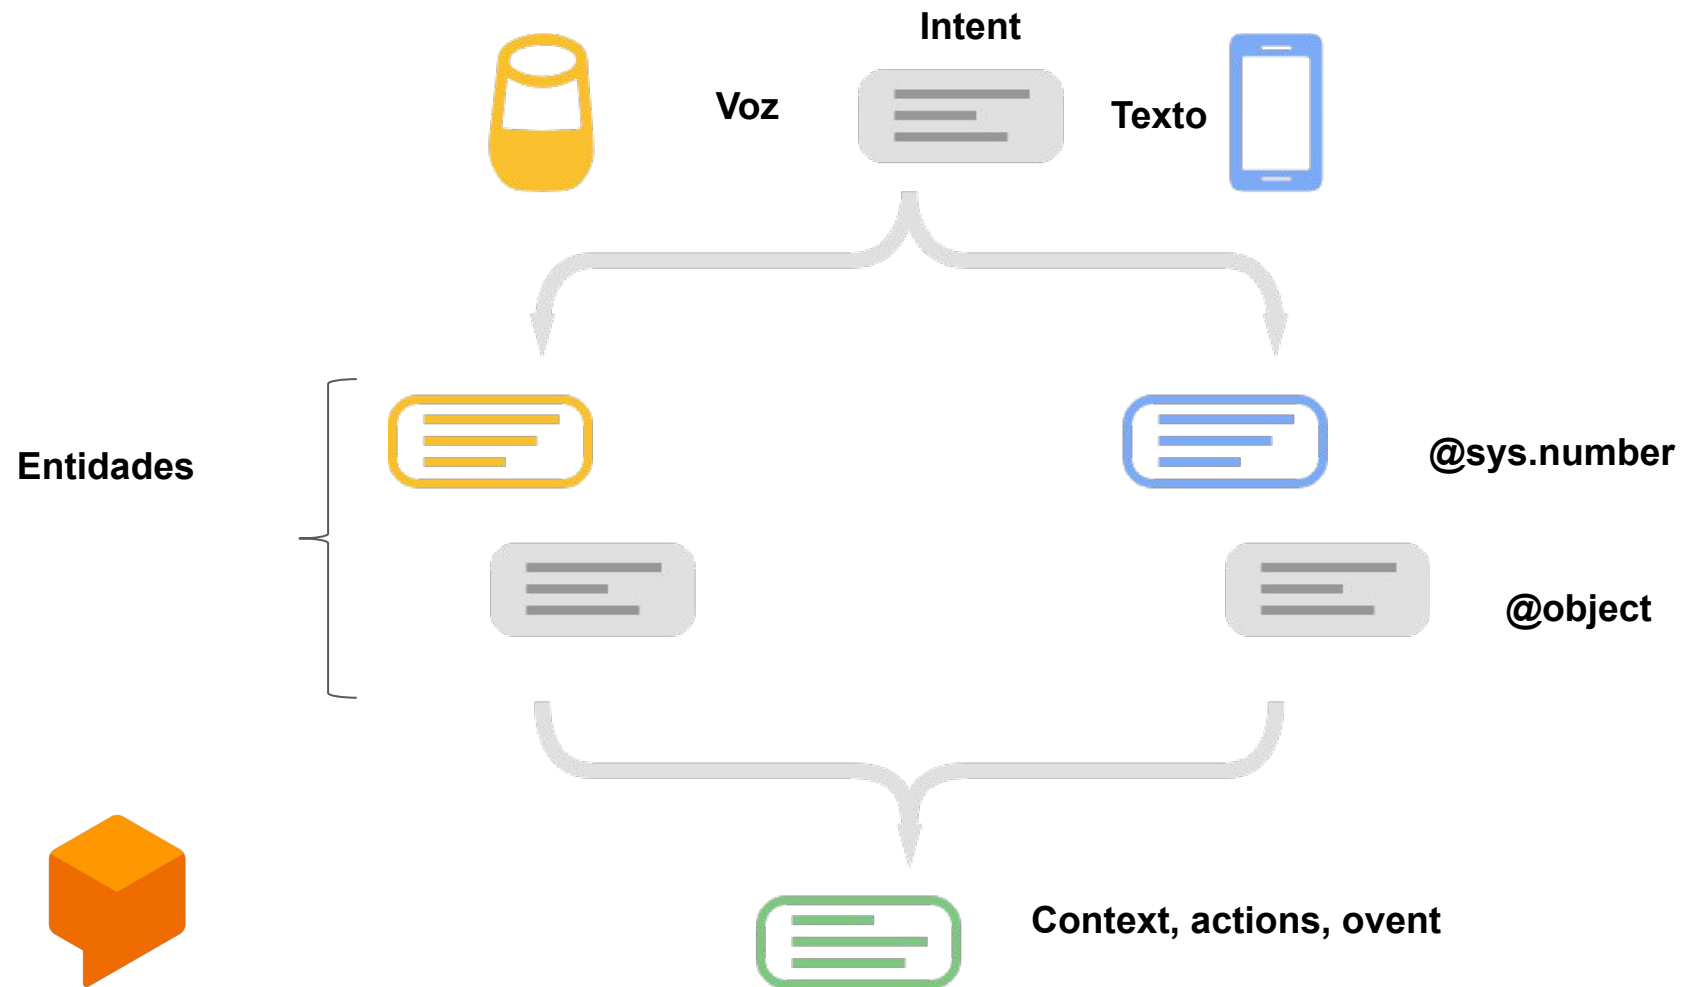 Intent
Voz
Texto
Entidades
@sys.number
@object
Context, actions, ovent